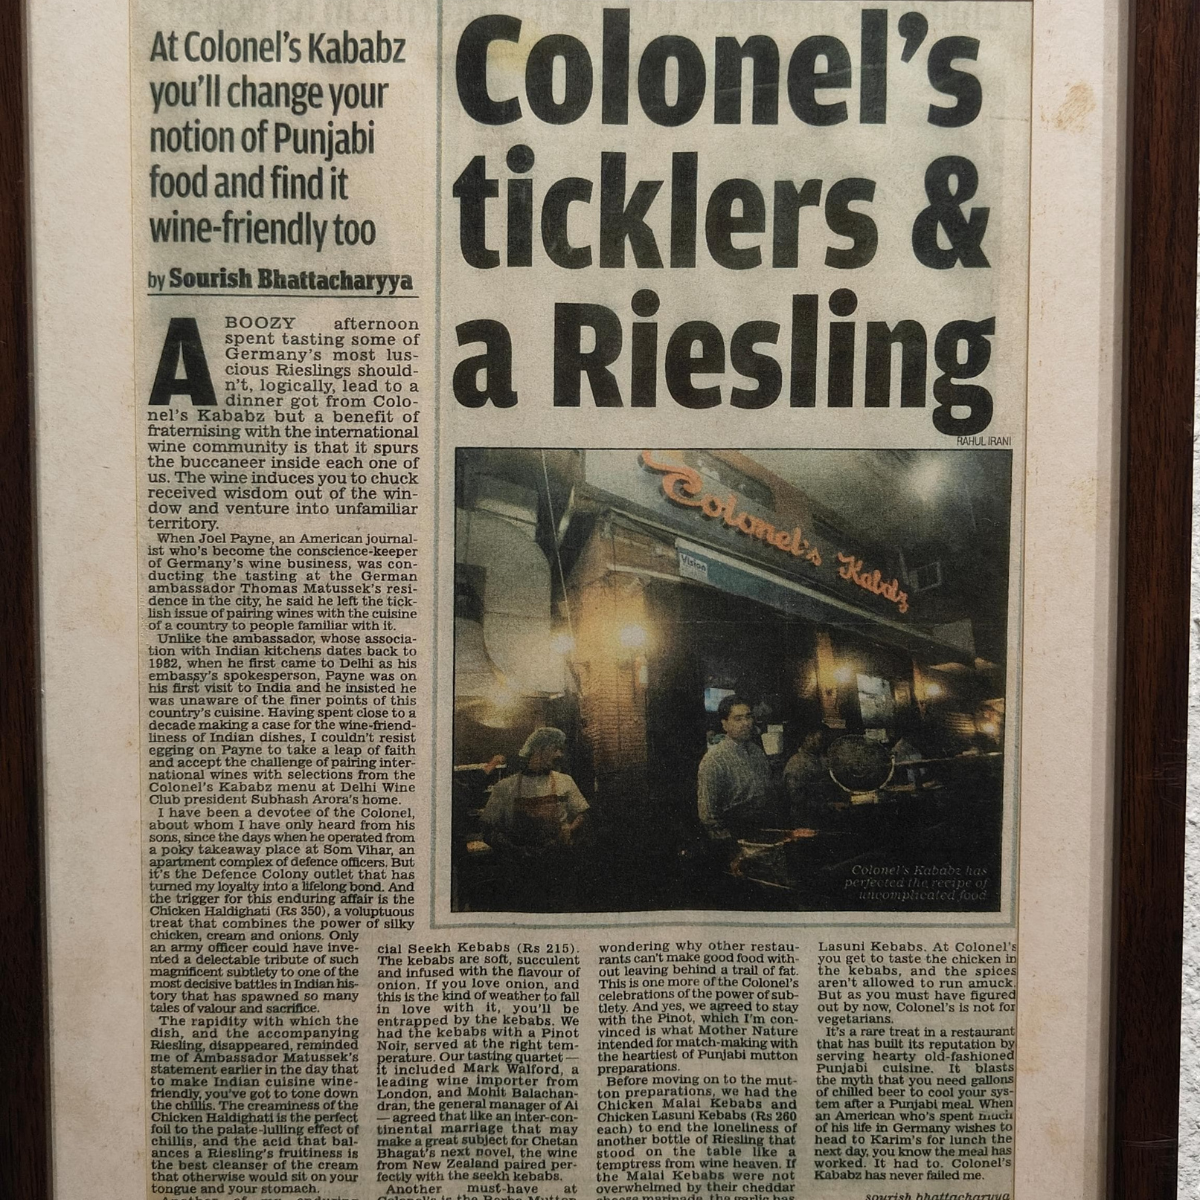 At Colonel's Kababz
you'll change your
notion of Punjabi
food and find it
wine-friendly too
by Sourish Bhattacharyya
Colonel's
ticklers &
a Riesling
RAHUL IRANI
A BOOZY afternoon
spent tasting some of
Germany's most lus-
cious Rieslings should-
n't, logically, lead to a
dinner got from Colo-
nel's Kababz but a benefit of
fraternising with the international
wine community is that it spurs
the buccaneer inside each one of
us. The wine induces you to chuck
received wisdom out of the win-
dow and venture into unfamiliar
territory.
When Joel Payne, an American journal-
ist who's become the conscience-keeper
of Germany's wine business, was con-
ducting the tasting at the German
ambassador Thomas Matussek's resi-
dence in the city, he said he left the tick-
lish issue of pairing wines with the cuisine
of a country to people familiar with it.
Unlike the ambassador, whose associa-
tion with Indian kitchens dates back to
1982, when he first came to Delhi as his
embassy's spokesperson, Payne was on
his first visit to India and he insisted he
was unaware of the finer points of this
country's cuisine. Having spent close to a
decade making a case for the wine-friend-
liness of Indian dishes, I couldn't resist
egging on Payne to take a leap of faith
and accept the challenge of pairing inter-
national wines with selections from the
Colonel's Kababz menu at Delhi Wine
Club president Subhash Arora's home.
I have been a devotee of the Colonel,
about whom I have only heard from his
sons, since the days when he operated from
a poky takeaway place at Som Vihar, an
apartment complex of defence officers. But
it's the Defence Colony outlet that has
turned my loyalty into a lifelong bond. And
the trigger for this enduring affair is the
Chicken Haldighati (Rs 350), a voluptuous
treat that combines the power of silky
chicken, cream and onions. Only
an army officer could have inve-
nted a delectable tribute of such
magnificent subtlety to one of the
most decisive battles in Indian his-
tory that has spawned so many
tales of valour and sacrifice.
The rapidity with which the
dish, and the accompanying
Riesling, disappeared, reminded
me of Ambassador Matussek's
statement earlier in the day that
to make Indian cuisine wine-
friendly, you've got to tone down
the chillis. The creaminess of the
Chicken Haldighati is the perfect
foil to the palate-lulling effect of
chillis, and the acid that bal-
ances a Riesling's fruitiness is
the best cleanser of the cream
that otherwise would sit on your
tongue and your stomach.
Colonel's Kababz
Vision
Colonel's Kababz has
perfected the recipe of
uncomplicated food
cial Seekh Kebabs (Rs 215).
The kebabs are soft, succulent
and infused with the flavour of
onion. If you love onion, and
this is the kind of weather to fall
in love with it, you'll be
entrapped by the kebabs. We
had the kebabs with a Pinot
Noir, served at the right tem-
perature. Our tasting quartet —
it included Mark Walford, a
leading wine importer from
London, and Mohit Balachan-
dran, the general manager of Ai
— agreed that like an inter-con-
tinental marriage that may
make a great subject for Chetan
Bhagat's next novel, the wine
from New Zealand paired per-
fectly with the seekh kebabs.
Another must-have at
wondering why other restau-
rants can't make good food with-
out leaving behind a trail of fat.
This is one more of the Colonel's
celebrations of the power of sub-
tlety. And yes, we agreed to stay
with the Pinot, which I'm con-
vinced is what Mother Nature
intended for match-making with
the heartiest of Punjabi mutton
preparations.
Before moving on to the mut-
ton preparations, we had the
Chicken Malai Kebabs and
Chicken Lasuni Kebabs (Rs 260
each) to end the loneliness of
another bottle of Riesling that
stood on the table like a
temptress from wine heaven. If
the Malai Kebabs were not
overwhelmed by their cheddar
Lasuni Kebabs. At Colonel's
you get to taste the chicken in
the kebabs, and the spices
aren't allowed to run amuck.
But as you must have figured
out by now, Colonel's is not for
vegetarians.
It's a rare treat in a restaurant
that has built its reputation by
serving hearty old-fashioned
Punjabi cuisine. It blasts
the myth that you need gallons
of chilled beer to cool your sys-
tem after a Punjabi meal. When
an American who's spent much
of his life in Germany wishes to
head to Karim's for lunch the
next day, you know the meal has
worked. It had to. Colonel's
Kababz has never failed me.
sourish bhattacharyya